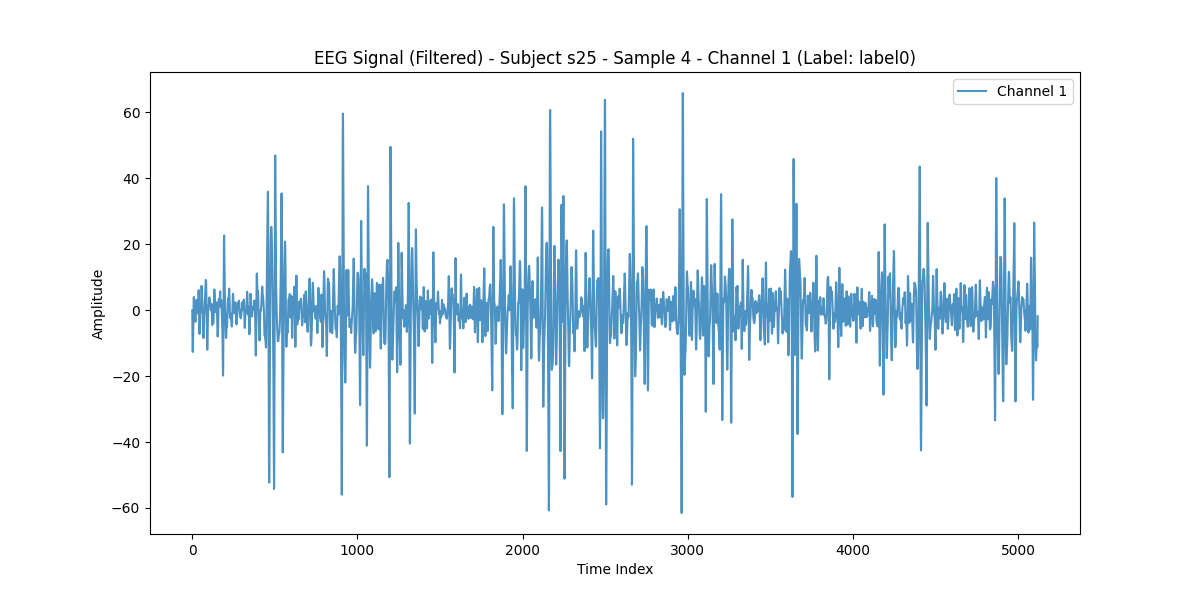 EEG Signal (Filtered) - Subject s25 - Sample 4 - Channel 1 (Label: label0)
Channel 1
60
40
20
0
−20
−40
−60
Amplitude
0 1000 2000 3000 4000 5000
Time Index